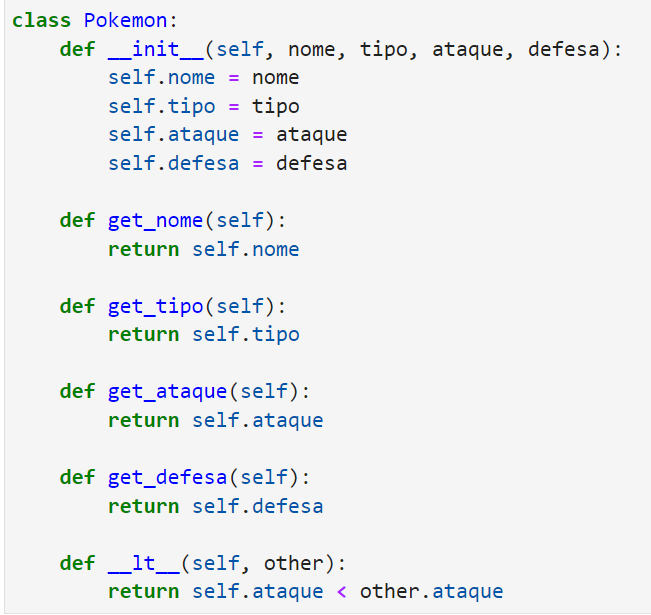 class Pokemon:
    def __init__(self, nome, tipo, ataque, defesa):
        self.nome = nome
        self.tipo = tipo
        self.ataque = ataque
        self.defesa = defesa

    def get_nome(self):
        return self.nome

    def get_tipo(self):
        return self.tipo

    def get_ataque(self):
        return self.ataque

    def get_defesa(self):
        return self.defesa

    def __lt__(self, other):
        return self.ataque < other.ataque